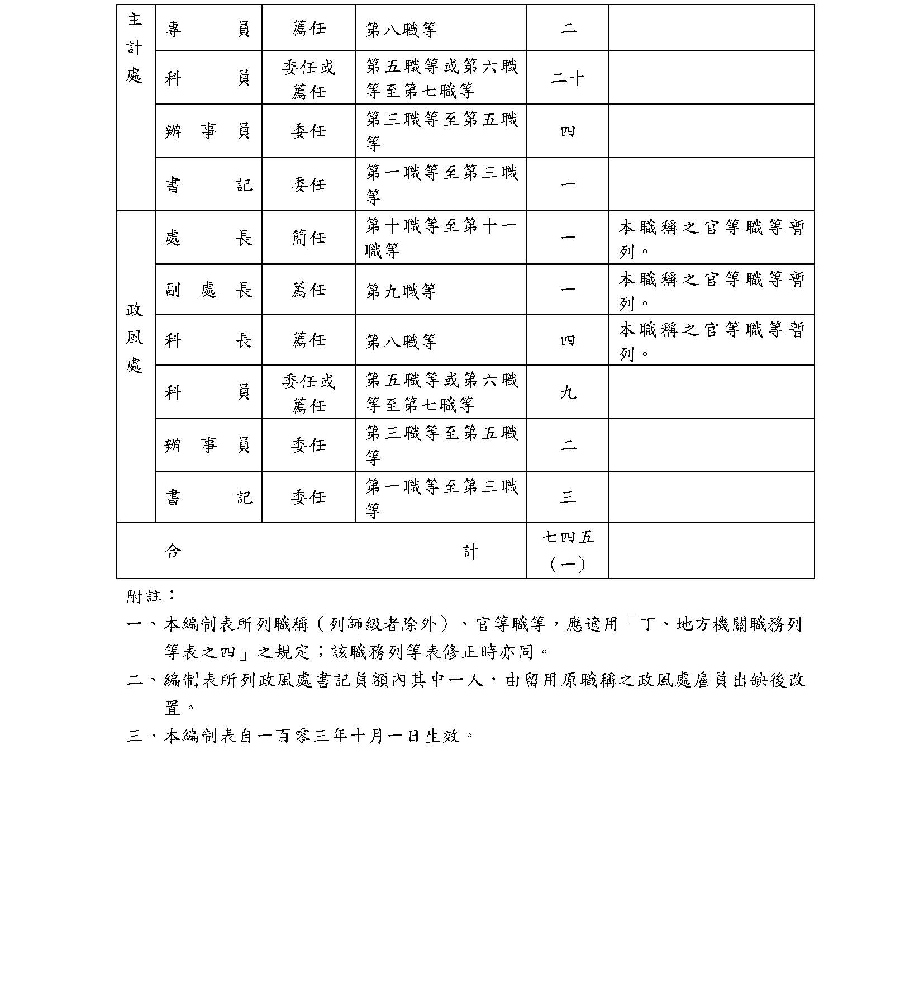 主計處
專員 薦任 第八職等 二
科員 委任或薦任 第五職等或第六職等至第七職等 二十
辦事員 委任 第三職等至第五職等 四
書記 委任 第一職等至第三職等 一
政風處
處長 簡任 第十職等至第十一職等 一 本職稱之官等職等暫列。
副處長 薦任 第九職等 一 本職稱之官等職等暫列。
科長 薦任 第八職等 四 本職稱之官等職等暫列。
科員 委任或薦任 第五職等或第六職等至第七職等 九
辦事員 委任 第三職等至第五職等 二
書記 委任 第一職等至第三職等 三
合計 七四五（一）
附註：
一、本編制表所列職稱（列師級者除外）、官等職等，應適用「丁、地方機關職務列
等表之四」之規定；該職務列等表修正時亦同。
二、編制表所列政風處書記員額內其中一人，由留用原職稱之政風處雇員出缺後改
置。
三、本編制表自一百零三年十月一日生效。